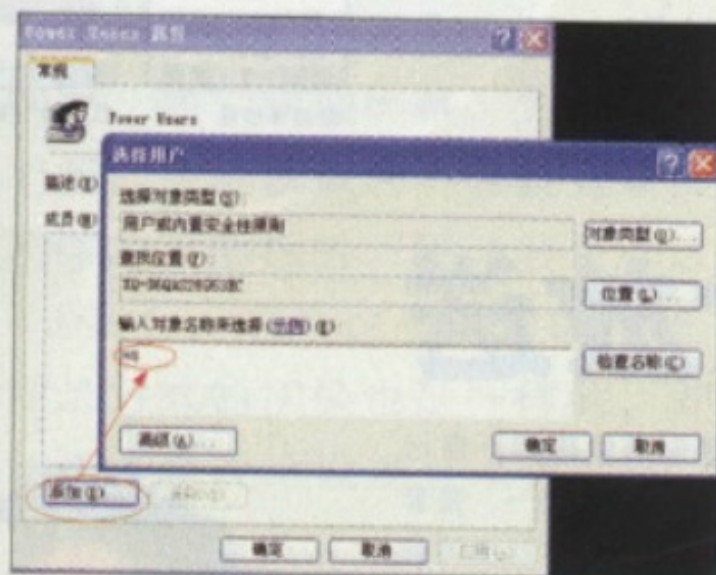 Power Users 属性
常规
Power Users
描述(E)
成员(M)
选择用户
选择对象类型(S):
用户或内置安全性原则
对象类型(O)...
查找位置(F):
位置(L)...
输入对象名称来选择(示例)(E)
检查名称(C)
高级(A)...
确定
取消
添加(D)...
确定
取消